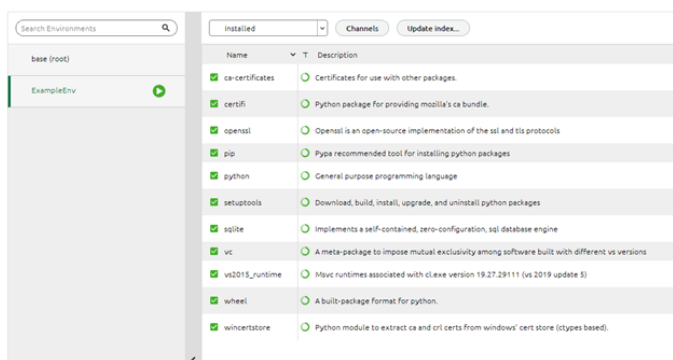 Search Environments
Installed
Channels
Update index...
base (root)
ExampleEnv
Name T Description
ca-certificates Certificates for use with other packages.
certifi Python package for providing mozilla's ca bundle.
openssl Openssl is an open-source implementation of the ssl and tls protocols
pip Pypa recommended tool for installing python packages
python General purpose programming language
setuptools Download, build, install, upgrade, and uninstall python packages
sqlite Implements a self-contained, zero-configuration, sql database engine
vc A meta-package to impose mutual exclusivity among software built with different vs versions
vs2015_runtime Msvc runtimes associated with cl.exe version 19.27.29111 (vs 2019 update 5)
wheel A built-package format for python.
wincertstore Python module to extract ca and crl certs from windows' cert store (ctypes based).